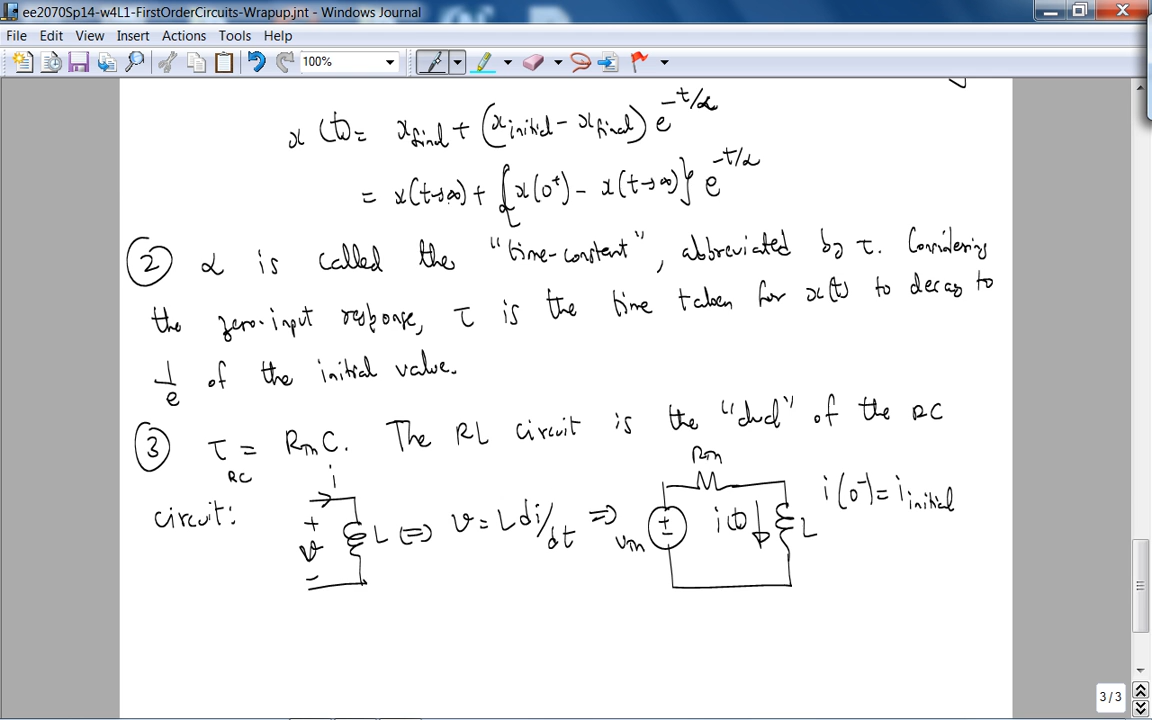 ee2070Sp14-w4L1-FirstOrderCircuits-Wrapup.jnt - Windows Journal
File Edit View Insert Actions Tools Help
100%
x(t) = x_final + (x_initial - x_final) e^{-t/α}
= x(t→∞) + {x(0⁺) - x(t→∞)} e^{-t/α}
② α is called the "time-constant", abbreviated by τ. Considering
the zero-input response, τ is the time taken for x(t) to decay to
1/e of the initial value.
③ τ_RC = R_Th C. The RL circuit is the "dual" of the RC
circuit: i + v - L ⇔ v = L di/dt ⇒ v_Th + - R_Th i(t) L i(0⁻) = i_initial
3/3